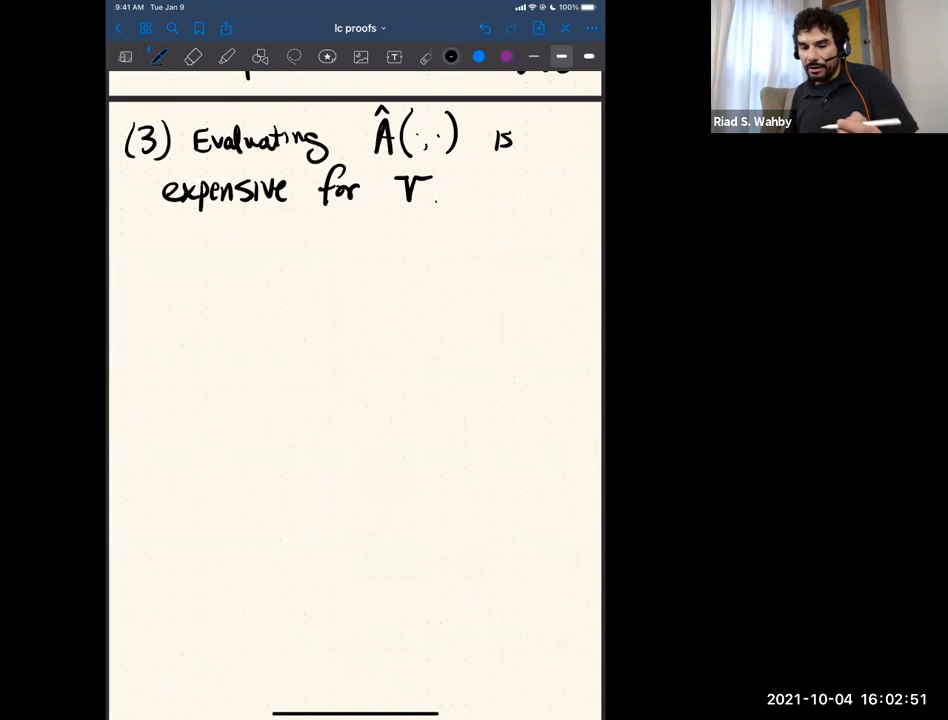 9:41 AM Tue Jan 9
100%
lc proofs
(3) Evaluating Â(·,·) is
expensive for V.
Riad S. Wahby
2021-10-04 16:02:51